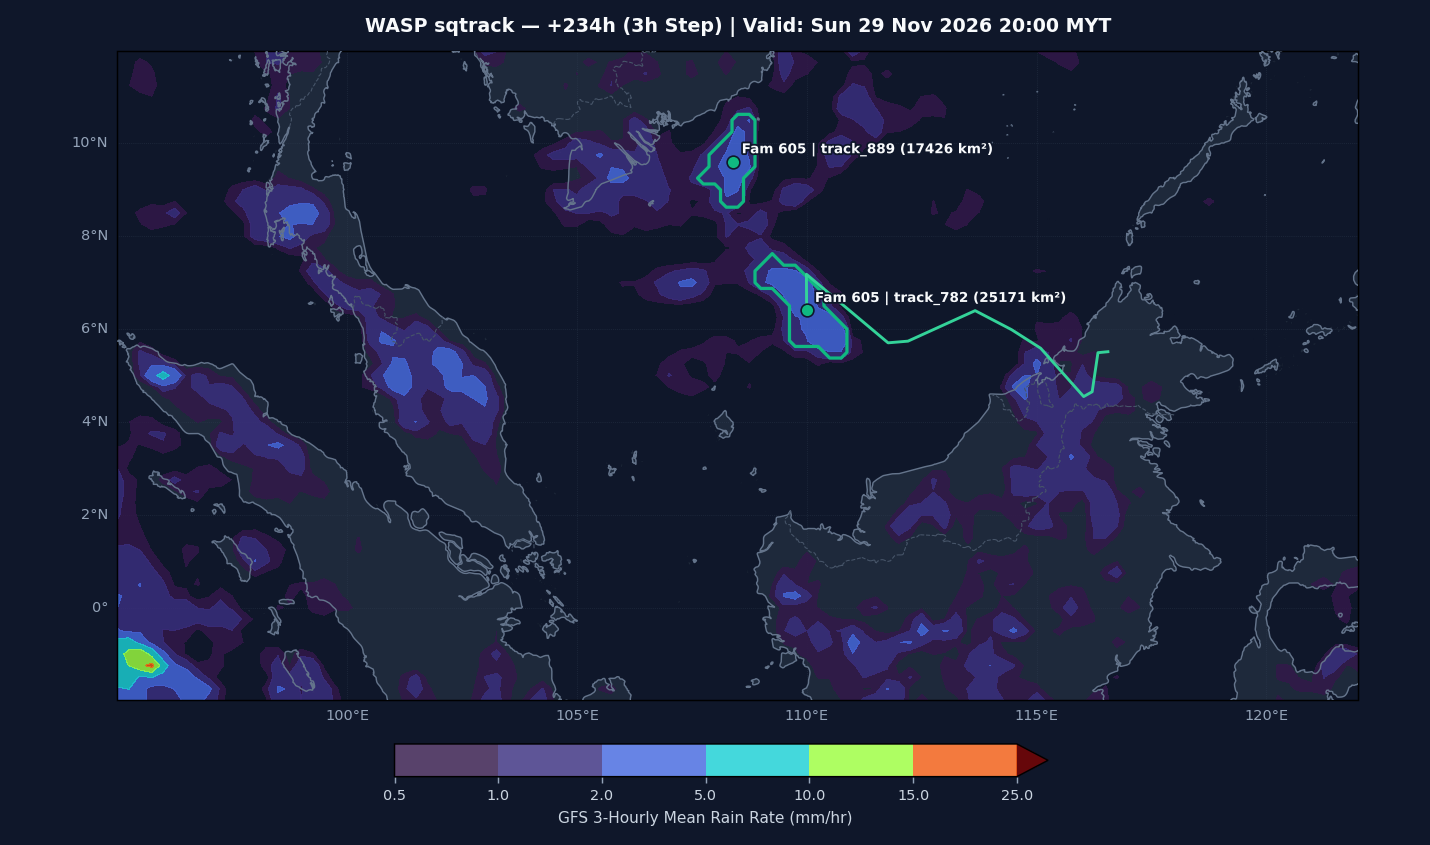 WASP sqtrack — +234h (3h Step) | Valid: Sun 29 Nov 2026 20:00 MYT
10°N
Fam 605 | track_889 (17426 km²)
8°N
Fam 605 | track_782 (25171 km²)
6°N
4°N
2°N
0°
100°E 105°E 110°E 115°E 120°E
0.5 1.0 2.0 5.0 10.0 15.0 25.0
GFS 3-Hourly Mean Rain Rate (mm/hr)